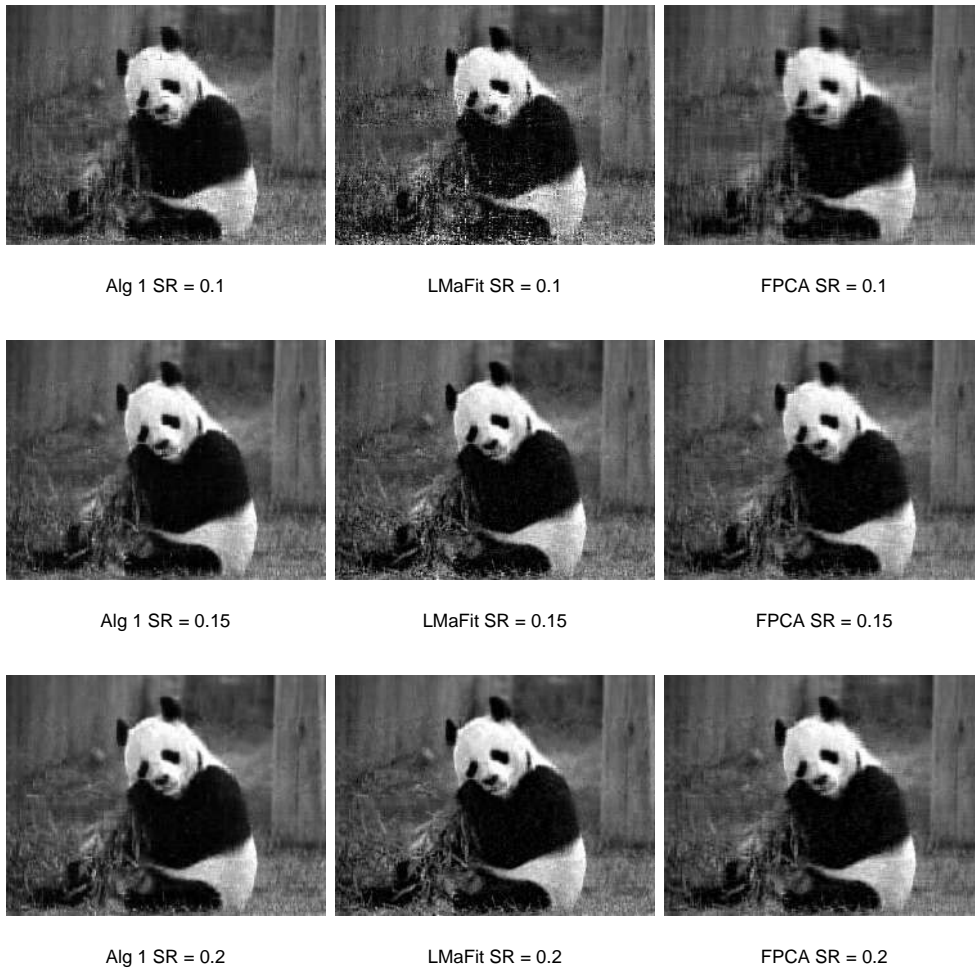 Alg 1 SR = 0.1
LMaFit SR = 0.1
FPCA SR = 0.1
Alg 1 SR = 0.15
LMaFit SR = 0.15
FPCA SR = 0.15
Alg 1 SR = 0.2
LMaFit SR = 0.2
FPCA SR = 0.2